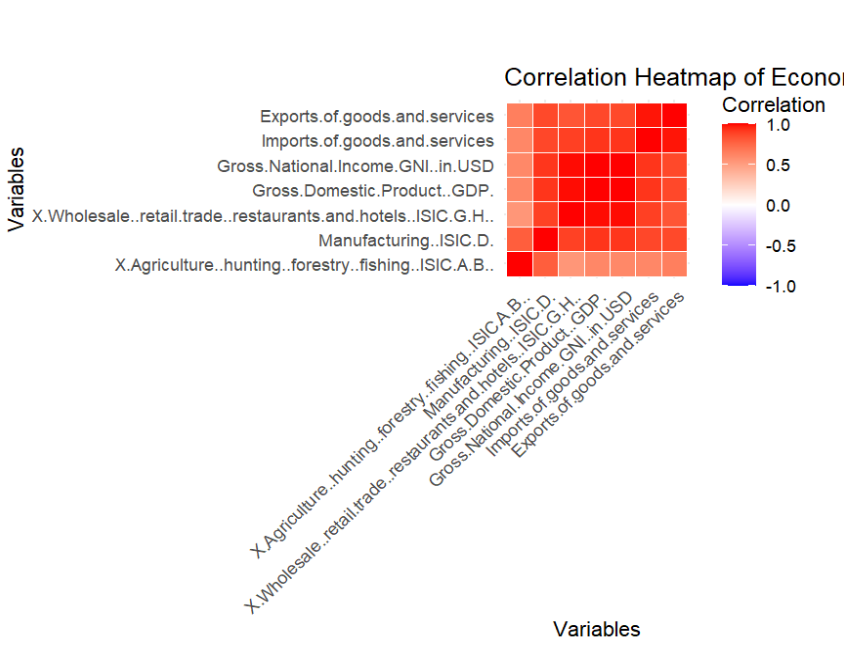 Correlation Heatmap of Econo
Correlation
1.0
0.5
0.0
-0.5
-1.0
Variables
Exports.of.goods.and.services
Imports.of.goods.and.services
Gross.National.Income.GNI..in.USD
Gross.Domestic.Product..GDP.
X.Wholesale..retail.trade..restaurants.and.hotels..ISIC.G.H..
Manufacturing..ISIC.D.
X.Agriculture..hunting..forestry..fishing..ISIC.A.B..
X.Agriculture..hunting..forestry..fishing..ISIC.A.B..
Manufacturing..ISIC.D.
X.Wholesale..retail.trade..restaurants.and.hotels..ISIC.G.H..
Gross.Domestic.Product..GDP.
Gross.National.Income.GNI..in.USD
Imports.of.goods.and.services
Exports.of.goods.and.services
Variables